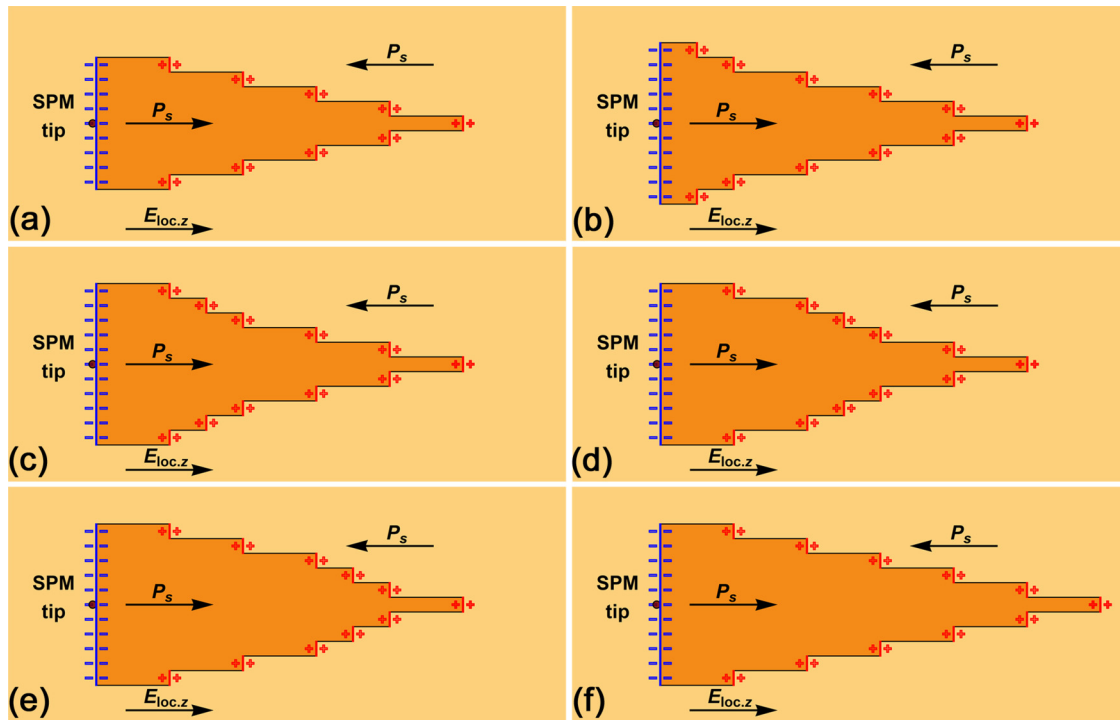 P_s
SPM
tip
P_s
E_loc.z
(a)
P_s
SPM
tip
P_s
E_loc.z
(b)
P_s
SPM
tip
P_s
E_loc.z
(c)
P_s
SPM
tip
P_s
E_loc.z
(d)
P_s
SPM
tip
P_s
E_loc.z
(e)
P_s
SPM
tip
P_s
E_loc.z
(f)